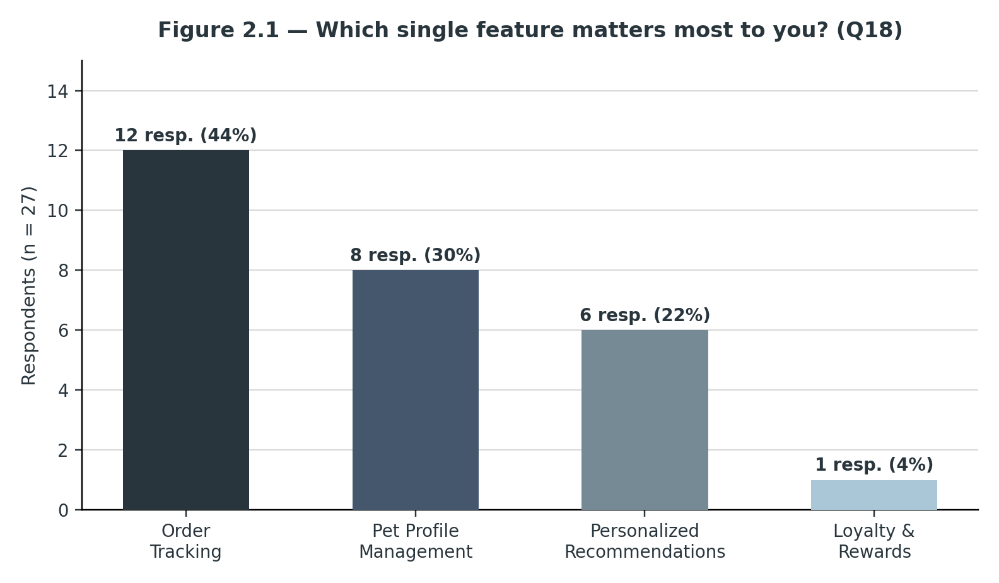 Figure 2.1 — Which single feature matters most to you? (Q18)
Respondents (n = 27)
14
12
10
8
6
4
2
0
12 resp. (44%)
8 resp. (30%)
6 resp. (22%)
1 resp. (4%)
Order
Tracking
Pet Profile
Management
Personalized
Recommendations
Loyalty &
Rewards